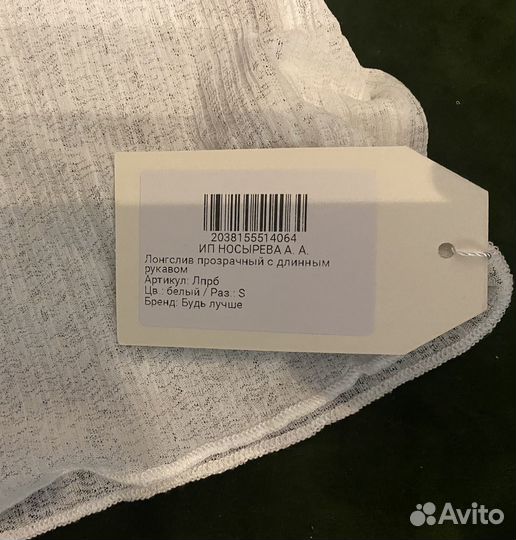 2038155514064
ИП НОСЫРЕВА А. А.
Лонгслив прозрачный с длинным
рукавом
Артикул: Лпрб
Цв.: белый / Раз.: S
Бренд: Будь лучше
Avito